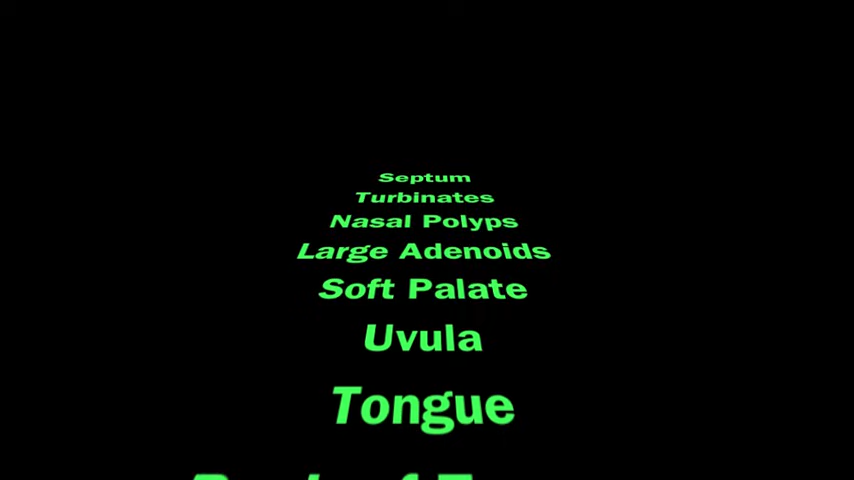 Septum
Turbinates
Nasal Polyps
Large Adenoids
Soft Palate
Uvula
Tongue